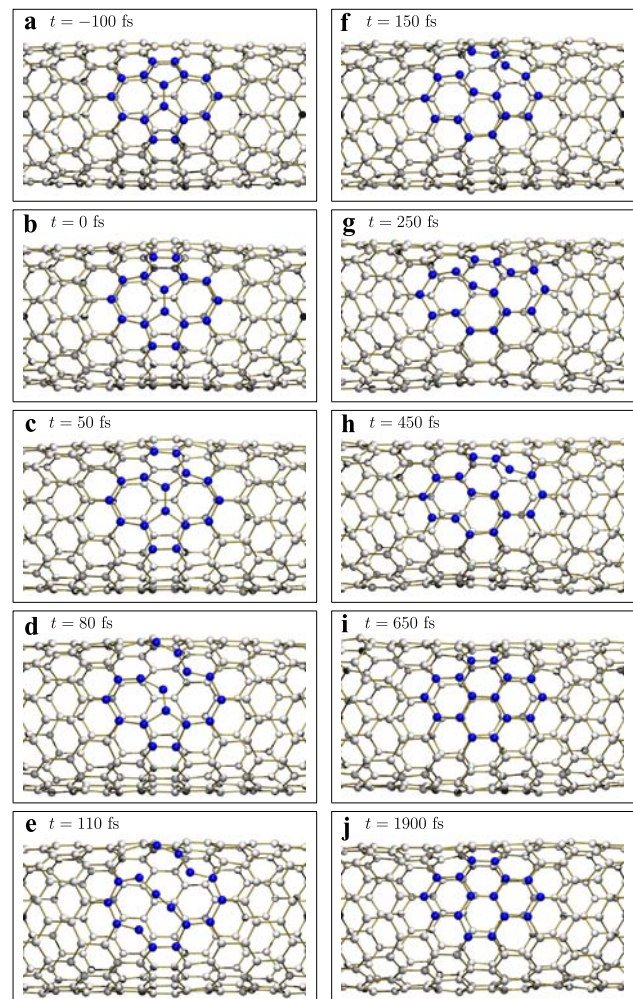 a t = −100 fs
b t = 0 fs
c t = 50 fs
d t = 80 fs
e t = 110 fs
f t = 150 fs
g t = 250 fs
h t = 450 fs
i t = 650 fs
j t = 1900 fs